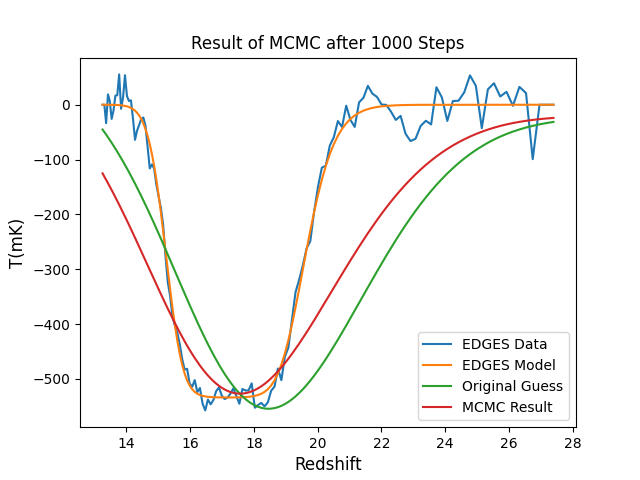 Result of MCMC after 1000 Steps
T(mK)
0
−100
−200
−300
−400
−500
14 16 18 20 22 24 26 28
Redshift
EDGES Data
EDGES Model
Original Guess
MCMC Result